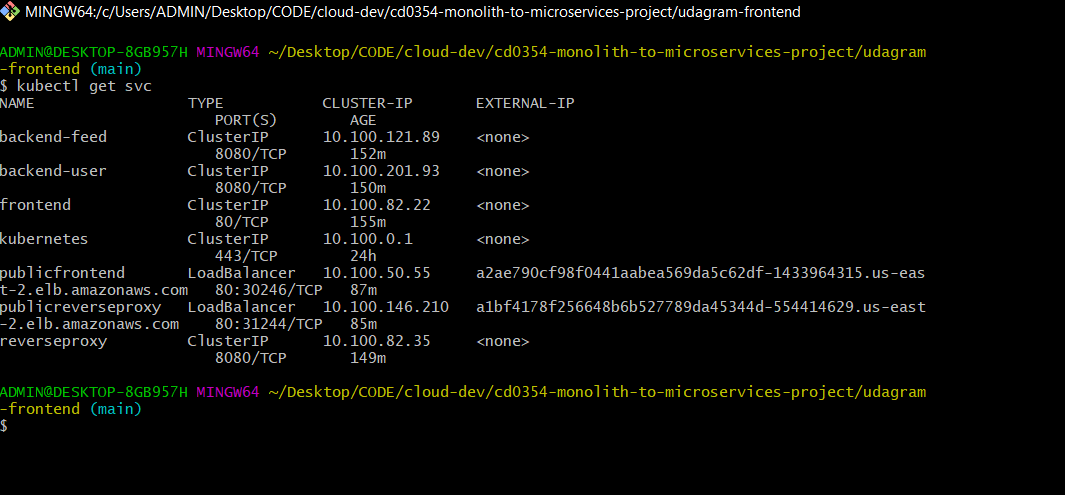 MINGW64:/c/Users/ADMIN/Desktop/CODE/cloud-dev/cd0354-monolith-to-microservices-project/udagram-frontend
ADMIN@DESKTOP-8GB957H MINGW64 ~/Desktop/CODE/cloud-dev/cd0354-monolith-to-microservices-project/udagram
-frontend (main)
$ kubectl get svc
NAME                 TYPE           CLUSTER-IP       EXTERNAL-IP
                        PORT(S)        AGE
backend-feed         ClusterIP      10.100.121.89    <none>
                        8080/TCP       152m
backend-user         ClusterIP      10.100.201.93    <none>
                        8080/TCP       150m
frontend             ClusterIP      10.100.82.22     <none>
                        80/TCP         155m
kubernetes           ClusterIP      10.100.0.1       <none>
                        443/TCP        24h
publicfrontend       LoadBalancer   10.100.50.55     a2ae790cf98f0441aabea569da5c62df-1433964315.us-eas
t-2.elb.amazonaws.com   80:30246/TCP   87m
publicreverseproxy   LoadBalancer   10.100.146.210   a1bf4178f256648b6b527789da45344d-554414629.us-east
-2.elb.amazonaws.com    80:31244/TCP   85m
reverseproxy         ClusterIP      10.100.82.35     <none>
                        8080/TCP       149m
ADMIN@DESKTOP-8GB957H MINGW64 ~/Desktop/CODE/cloud-dev/cd0354-monolith-to-microservices-project/udagram
-frontend (main)
$